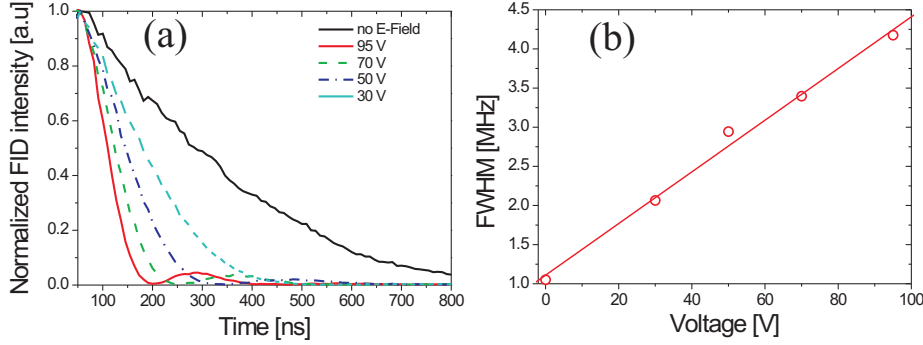 (a)
no E-Field
95 V
70 V
50 V
30 V
Normalized FID intensity [a.u]
1.0
0.8
0.6
0.4
0.2
0.0
100 200 300 400 500 600 700 800
Time [ns]
(b)
FWHM [MHz]
4.5
4.0
3.5
3.0
2.5
2.0
1.5
1.0
0 20 40 60 80 100
Voltage [V]